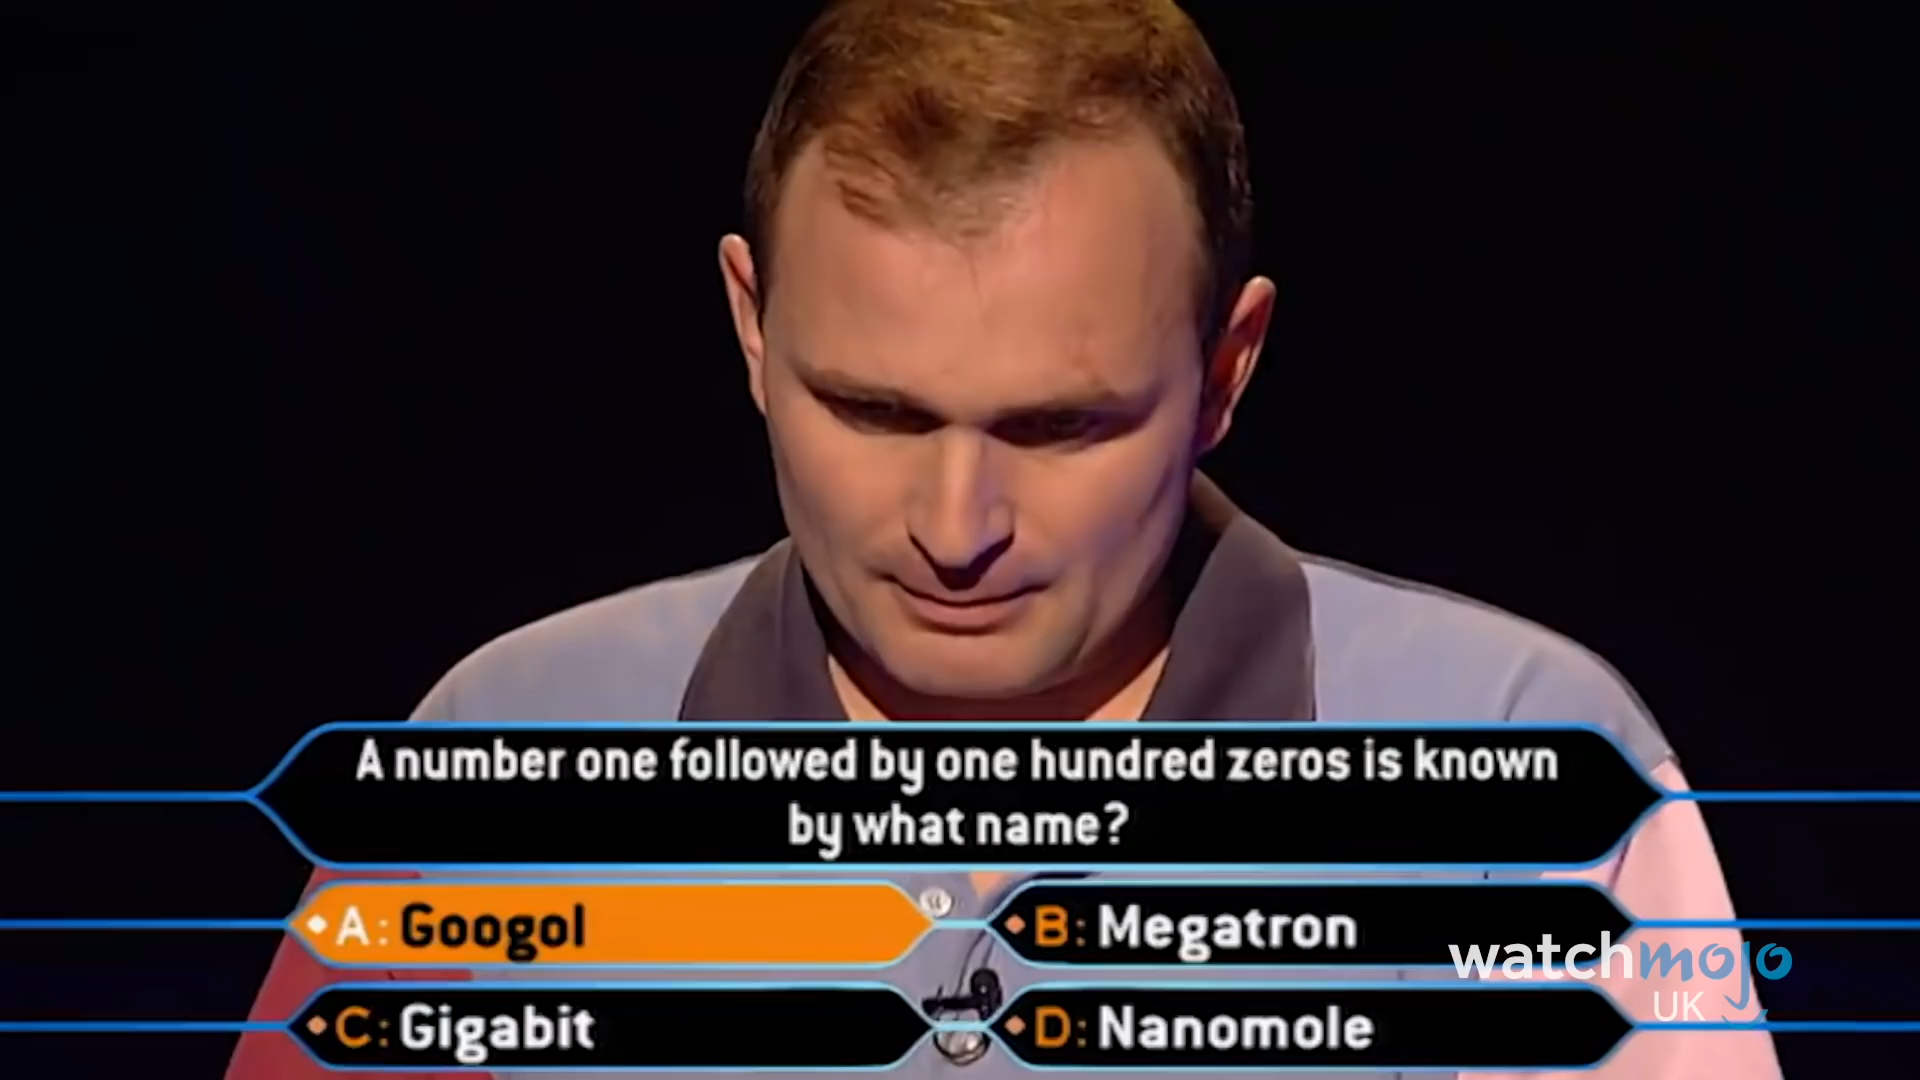 A number one followed by one hundred zeros is known
by what name?
A: Googol
B: Megatron
C: Gigabit
D: Nanomole
watchmojo
UK